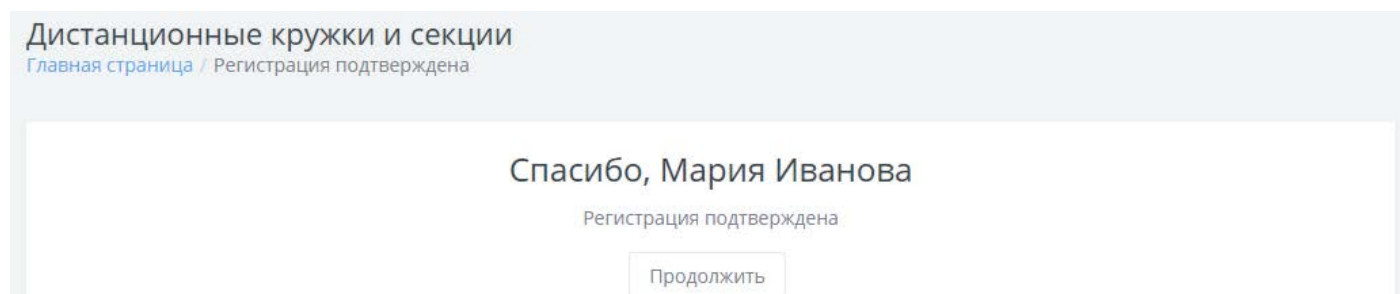 Дистанционные кружки и секции
Главная страница / Регистрация подтверждена
Спасибо, Мария Иванова
Регистрация подтверждена
Продолжить